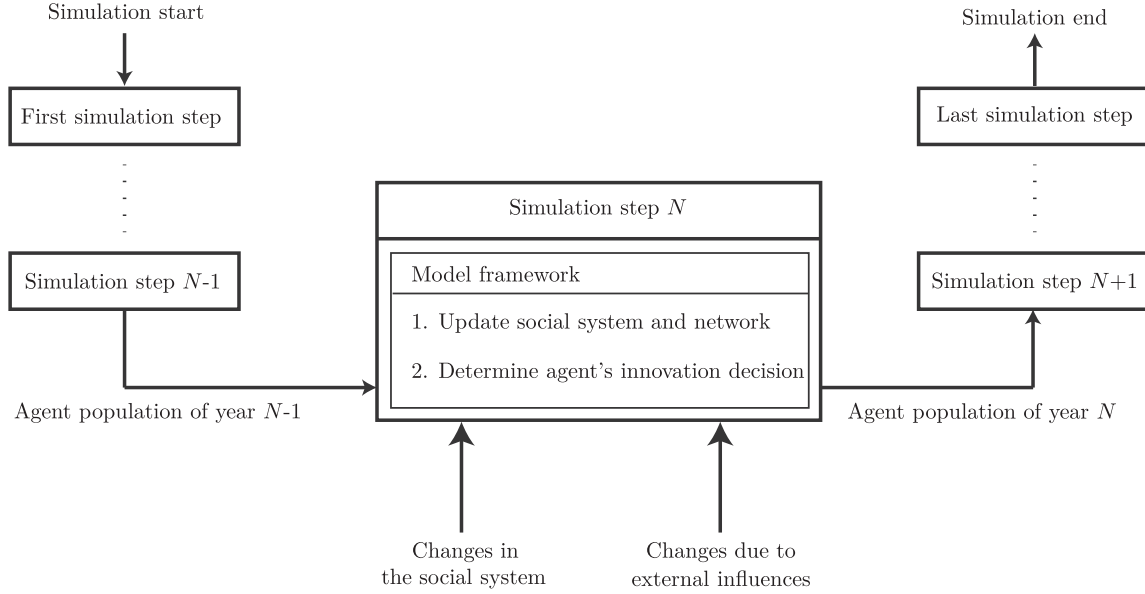 Simulation start
First simulation step
Simulation step N-1
Agent population of year N-1
Simulation step N
Model framework
1. Update social system and network
2. Determine agent's innovation decision
Changes in
the social system
Changes due to
external influences
Simulation end
Last simulation step
Simulation step N+1
Agent population of year N